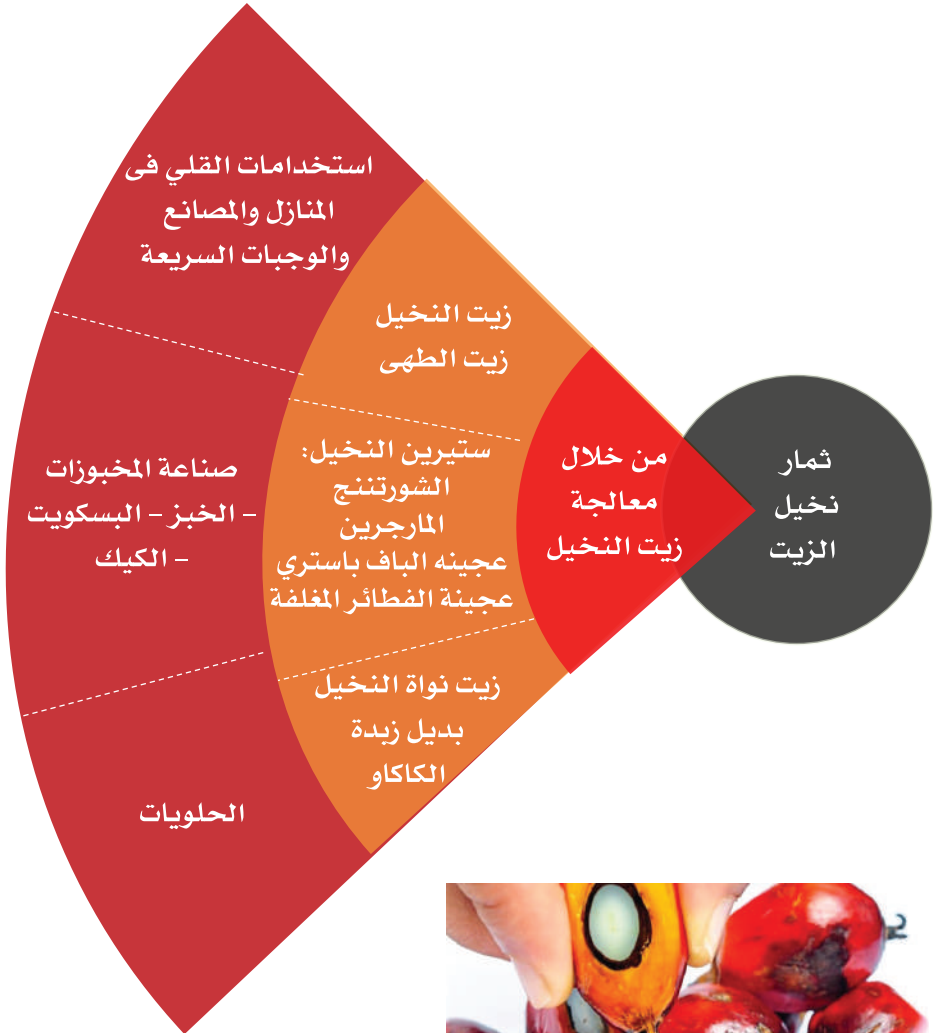 ثمار
نخيل
الزيت
من خلال
معالجة
زيت النخيل
زيت النخيل
زيت الطهى
ستيرين النخيل:
الشورتننج
المارجرين
عجينه الباف باستري
عجينة الفطائر المغلفة
زيت نواة النخيل
بديل زبدة
الكاكاو
استخدامات القلي فى
المنازل والمصانع
والوجبات السريعة
صناعة المخبوزات
– الخبز – البسكويت
– الكيك
الحلويات